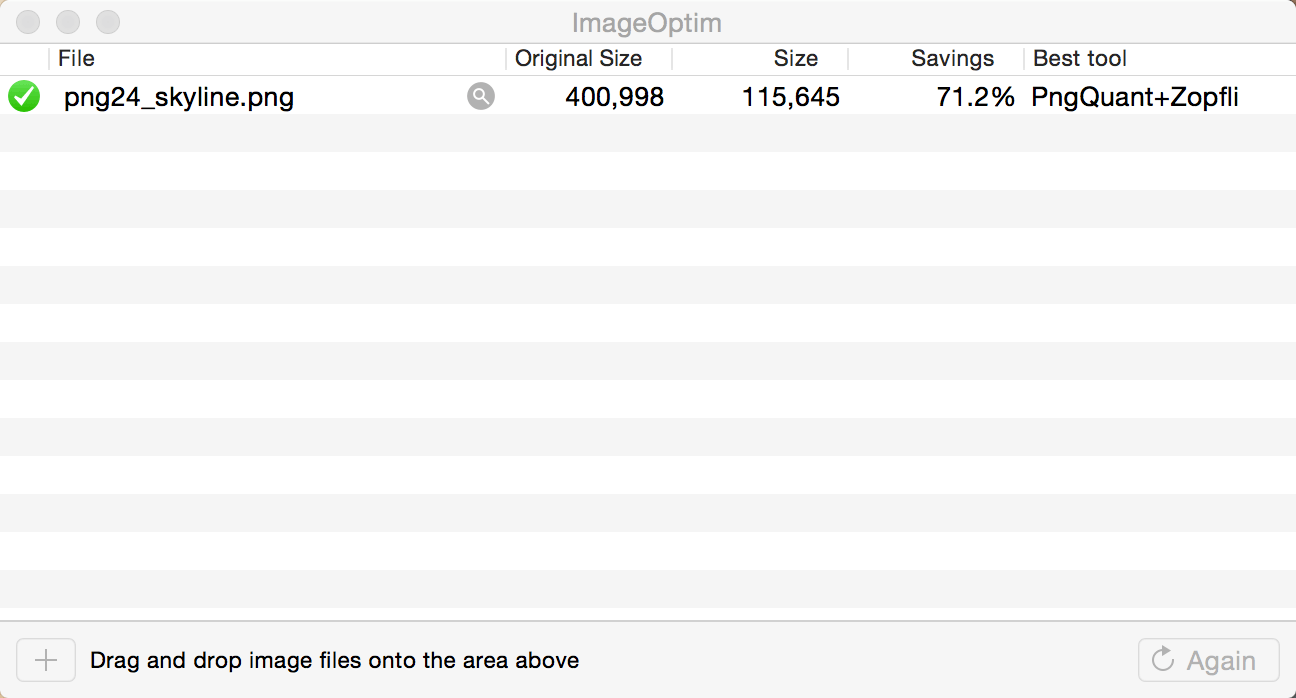 ImageOptim
File Original Size Size Savings Best tool
png24_skyline.png 400,998 115,645 71.2% PngQuant+Zopfli
Drag and drop image files onto the area above Again